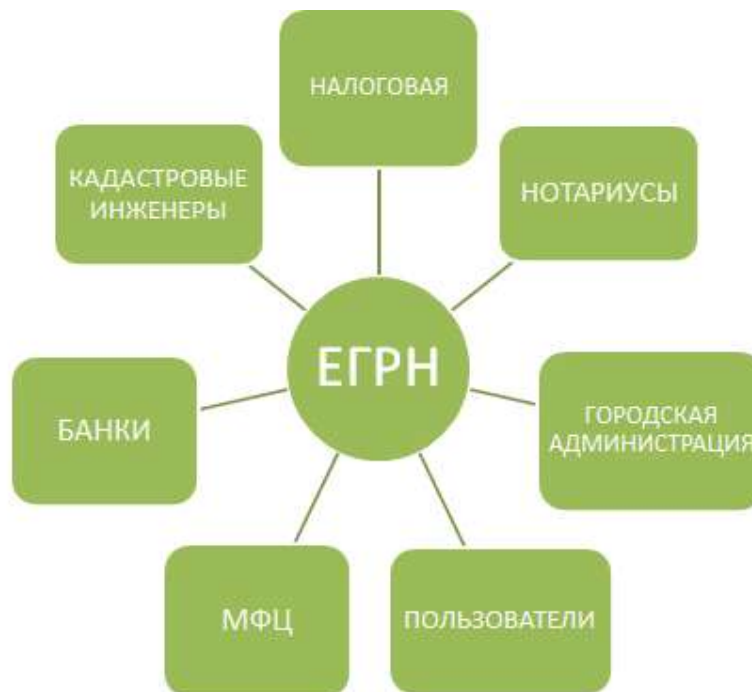 НАЛОГОВАЯ
КАДАСТРОВЫЕ
ИНЖЕНЕРЫ
НОТАРИУСЫ
ЕГРН
БАНКИ
ГОРОДСКАЯ
АДМИНИСТРАЦИЯ
МФЦ
ПОЛЬЗОВАТЕЛИ